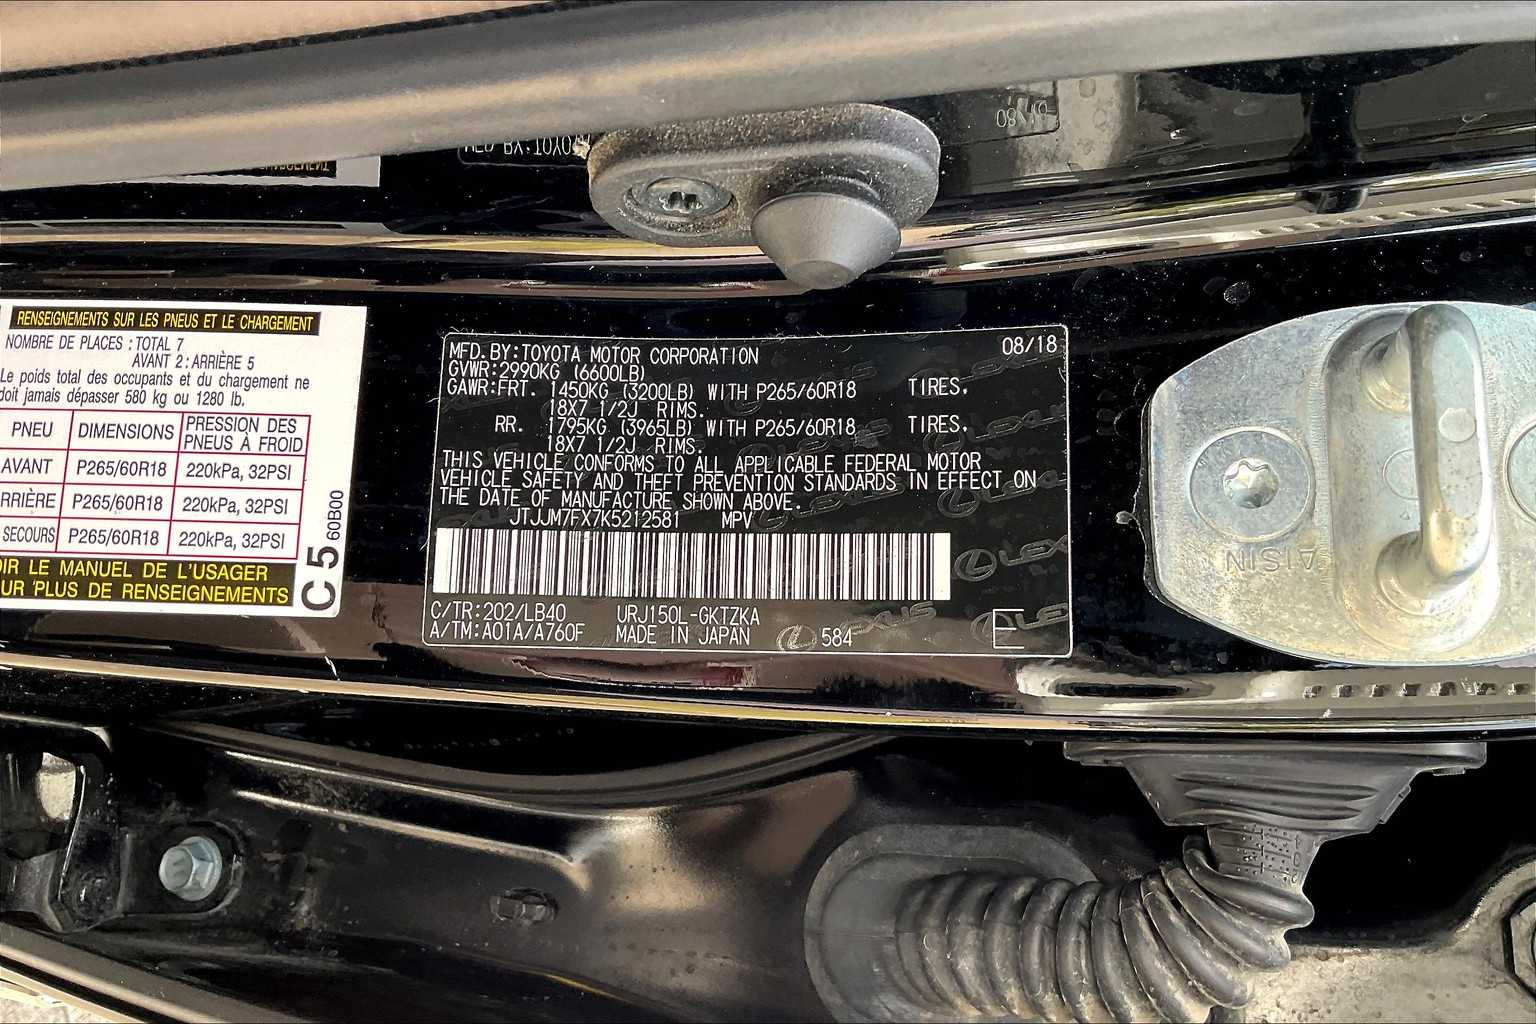 RENSEIGNEMENTS SUR LES PNEUS ET LE CHARGEMENT
NOMBRE DE PLACES : TOTAL 7
AVANT 2 : ARRIÈRE 5
Le poids total des occupants et du chargement ne
doit jamais dépasser 580 kg ou 1280 lb.
PNEU DIMENSIONS PRESSION DES PNEUS À FROID
AVANT P265/60R18 220kPa, 32PSI
RRIÈRE P265/60R18 220kPa, 32PSI
SECOURS P265/60R18 220kPa, 32PSI
OIR LE MANUEL DE L'USAGER
UR PLUS DE RENSEIGNEMENTS
C5 60B00
MFD.BY:TOYOTA MOTOR CORPORATION 08/18
GVWR:2990KG (6600LB)
GAWR:FRT. 1450KG (3200LB) WITH P265/60R18 TIRES.
18X7 1/2J RIMS.
RR. 1795KG (3965LB) WITH P265/60R18 TIRES.
18X7 1/2J RIMS.
THIS VEHICLE CONFORMS TO ALL APPLICABLE FEDERAL MOTOR
VEHICLE SAFETY AND THEFT PREVENTION STANDARDS IN EFFECT ON
THE DATE OF MANUFACTURE SHOWN ABOVE.
JTJJM7FX7K5212581 MPV
C/TR:202/LB40 URJ150L-GKTZKA
A/TM:A01A/A760F MADE IN JAPAN 584 E
LEXUS
AISIN